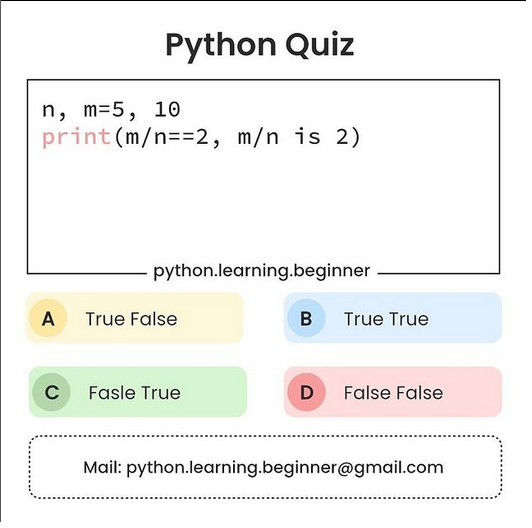 Python Quiz
n, m=5, 10
print(m/n==2, m/n is 2)
python.learning.beginner
A True False
B True True
C Fasle True
D False False
Mail: python.learning.beginner@gmail.com